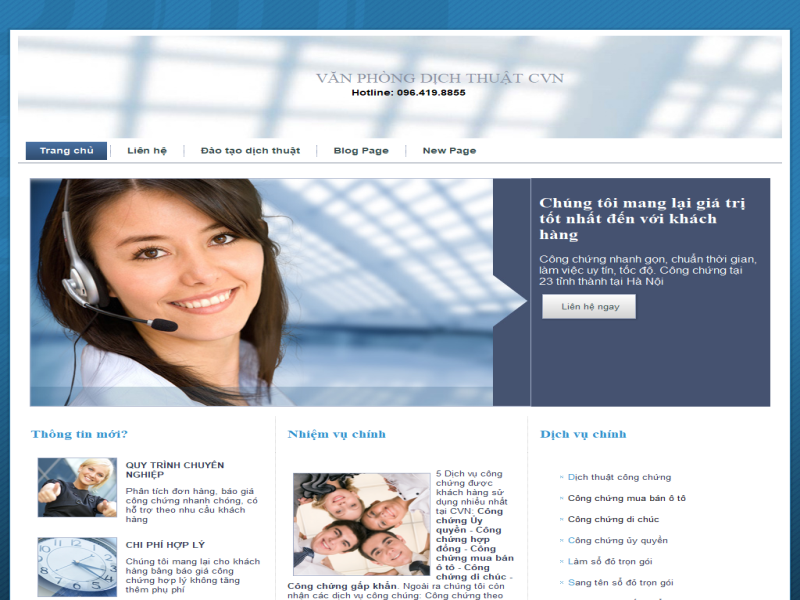 VĂN PHÒNG DỊCH THUẬT CVN
Hotline: 096.419.8855
Trang chủ
Liên hệ
Đào tạo dịch thuật
Blog Page
New Page
Chúng tôi mang lại giá trị
tốt nhất đến với khách
hàng
Công chứng nhanh gọn, chuẩn thời gian,
làm việc uy tín, tốc độ. Công chứng tại
23 tỉnh thành tại Hà Nội
Liên hệ ngay
Thông tin mới?
QUY TRÌNH CHUYÊN
NGHIỆP
Phân tích đơn hàng, báo giá
công chứng nhanh chóng, có
hỗ trợ theo nhu cầu khách
hàng
CHI PHÍ HỢP LÝ
Chúng tôi mang lại cho khách
hàng bảng báo giá công
chứng hợp lý không tăng
thêm phụ phí
Nhiệm vụ chính
5 Dịch vụ công
chứng được
khách hàng sử
dụng nhiều nhất
tại CVN: Công
chứng Ủy
quyền - Công
chứng hợp
đồng - Công
chứng mua bán
ô tô - Công
chứng di chúc -
Công chứng gấp khẩn. Ngoài ra chúng tôi còn
nhận các dịch vụ công chứng: Công chứng theo
Dịch vụ chính
Dịch thuật công chứng
Công chứng mua bán ô tô
Công chứng di chúc
Công chứng ủy quyền
Làm sổ đỏ trọn gói
Sang tên sổ đỏ trọn gói